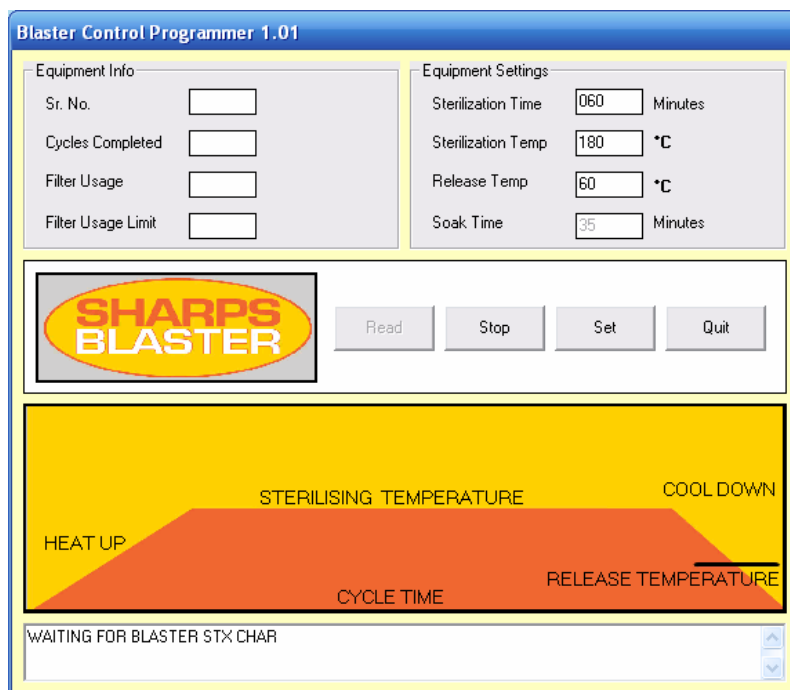 Blaster Control Programmer 1.01
Equipment Info
Sr. No.
Cycles Completed
Filter Usage
Filter Usage Limit
Equipment Settings
Sterilization Time 060 Minutes
Sterilization Temp 180 °C
Release Temp 60 °C
Soak Time 35 Minutes
SHARPS
BLASTER
Read Stop Set Quit
COOL DOWN
STERILISING TEMPERATURE
HEAT UP
RELEASE TEMPERATURE
CYCLE TIME
WAITING FOR BLASTER STX CHAR